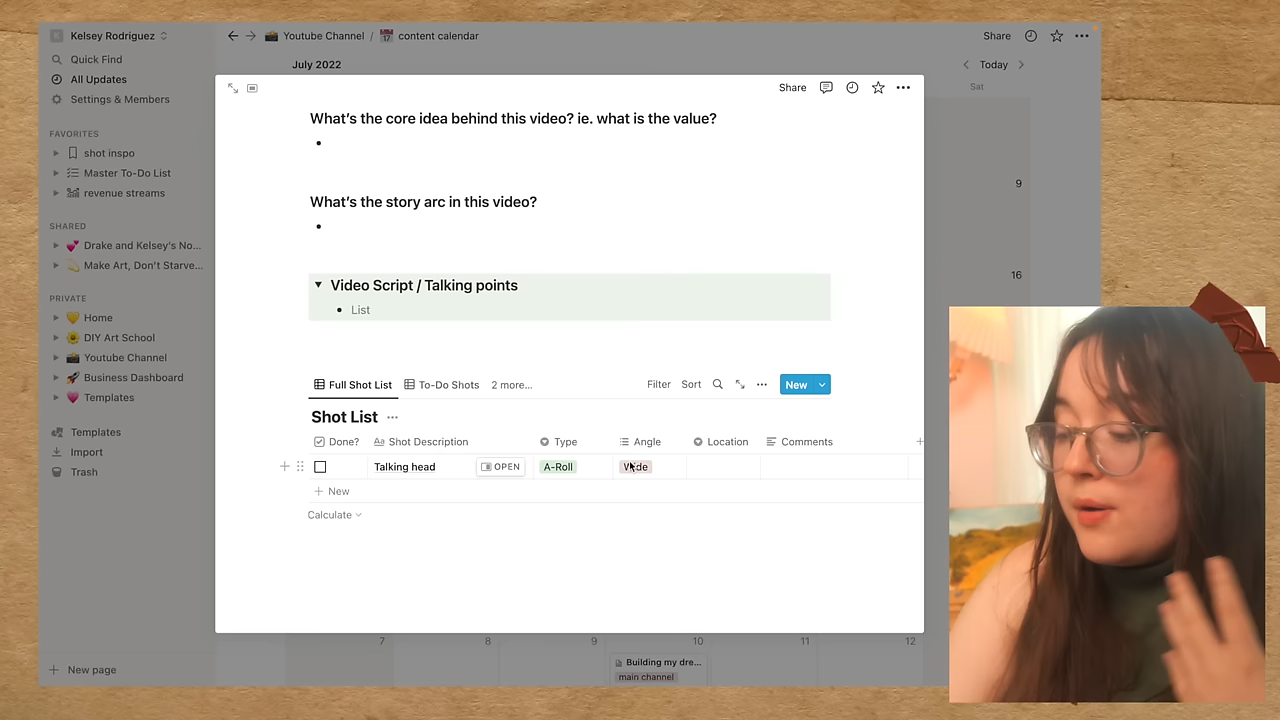 Kelsey Rodriguez
Youtube Channel / content calendar
Share
Quick Find
All Updates
Settings & Members
July 2022
Today
Sat
FAVORITES
shot inspo
Master To-Do List
revenue streams
SHARED
Drake and Kelsey's No...
Make Art, Don't Starve...
PRIVATE
Home
DIY Art School
Youtube Channel
Business Dashboard
Templates
Templates
Import
Trash
New page
Share
What's the core idea behind this video? ie. what is the value?
What's the story arc in this video?
Video Script / Talking points
List
Full Shot List To-Do Shots 2 more... Filter Sort New
Shot List
Done? Shot Description Type Angle Location Comments
Talking head OPEN A-Roll Wide
New
Calculate
9
16
7 8 9 10 11 12
Building my dre...
main channel